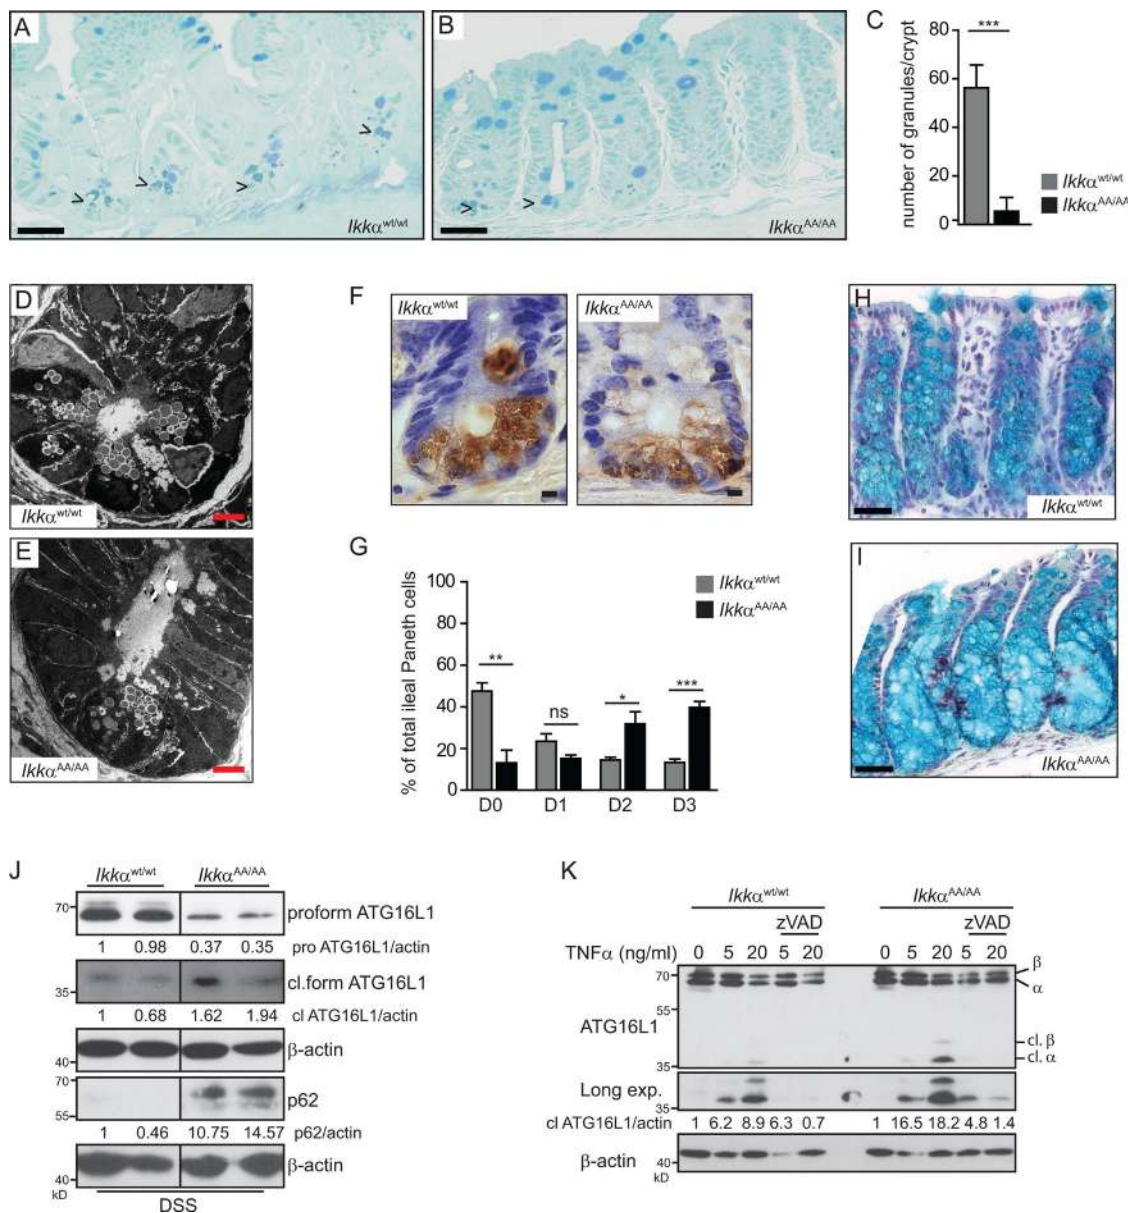 A
>
>
>
>
Ikkα^wt/wt
B
>
>
Ikkα^AA/AA
C
***
80
60
40
20
0
number of granules/crypt
Ikkα^wt/wt
Ikkα^AA/AA
D
Ikkα^wt/wt
E
Ikkα^AA/AA
F
Ikkα^wt/wt
Ikkα^AA/AA
G
100
80
60
40
20
0
% of total ileal Paneth cells
Ikkα^wt/wt
Ikkα^AA/AA
** ns * ***
D0 D1 D2 D3
H
Ikkα^wt/wt
I
Ikkα^AA/AA
J
Ikkα^wt/wt Ikkα^AA/AA
70 proform ATG16L1
1 0.98 0.37 0.35 pro ATG16L1/actin
35 cl.form ATG16L1
1 0.68 1.62 1.94 cl ATG16L1/actin
40 β-actin
70
55 p62
1 0.46 10.75 14.57 p62/actin
40 β-actin
kD
DSS
K
Ikkα^wt/wt Ikkα^AA/AA
zVAD zVAD
TNFα (ng/ml) 0 5 20 5 20 0 5 20 5 20
70 β
α
55
ATG16L1
cl. β
35 cl. α
Long exp. 35
cl ATG16L1/actin 1 6.2 8.9 6.3 0.7 1 16.5 18.2 4.8 1.4
β-actin 40
kD